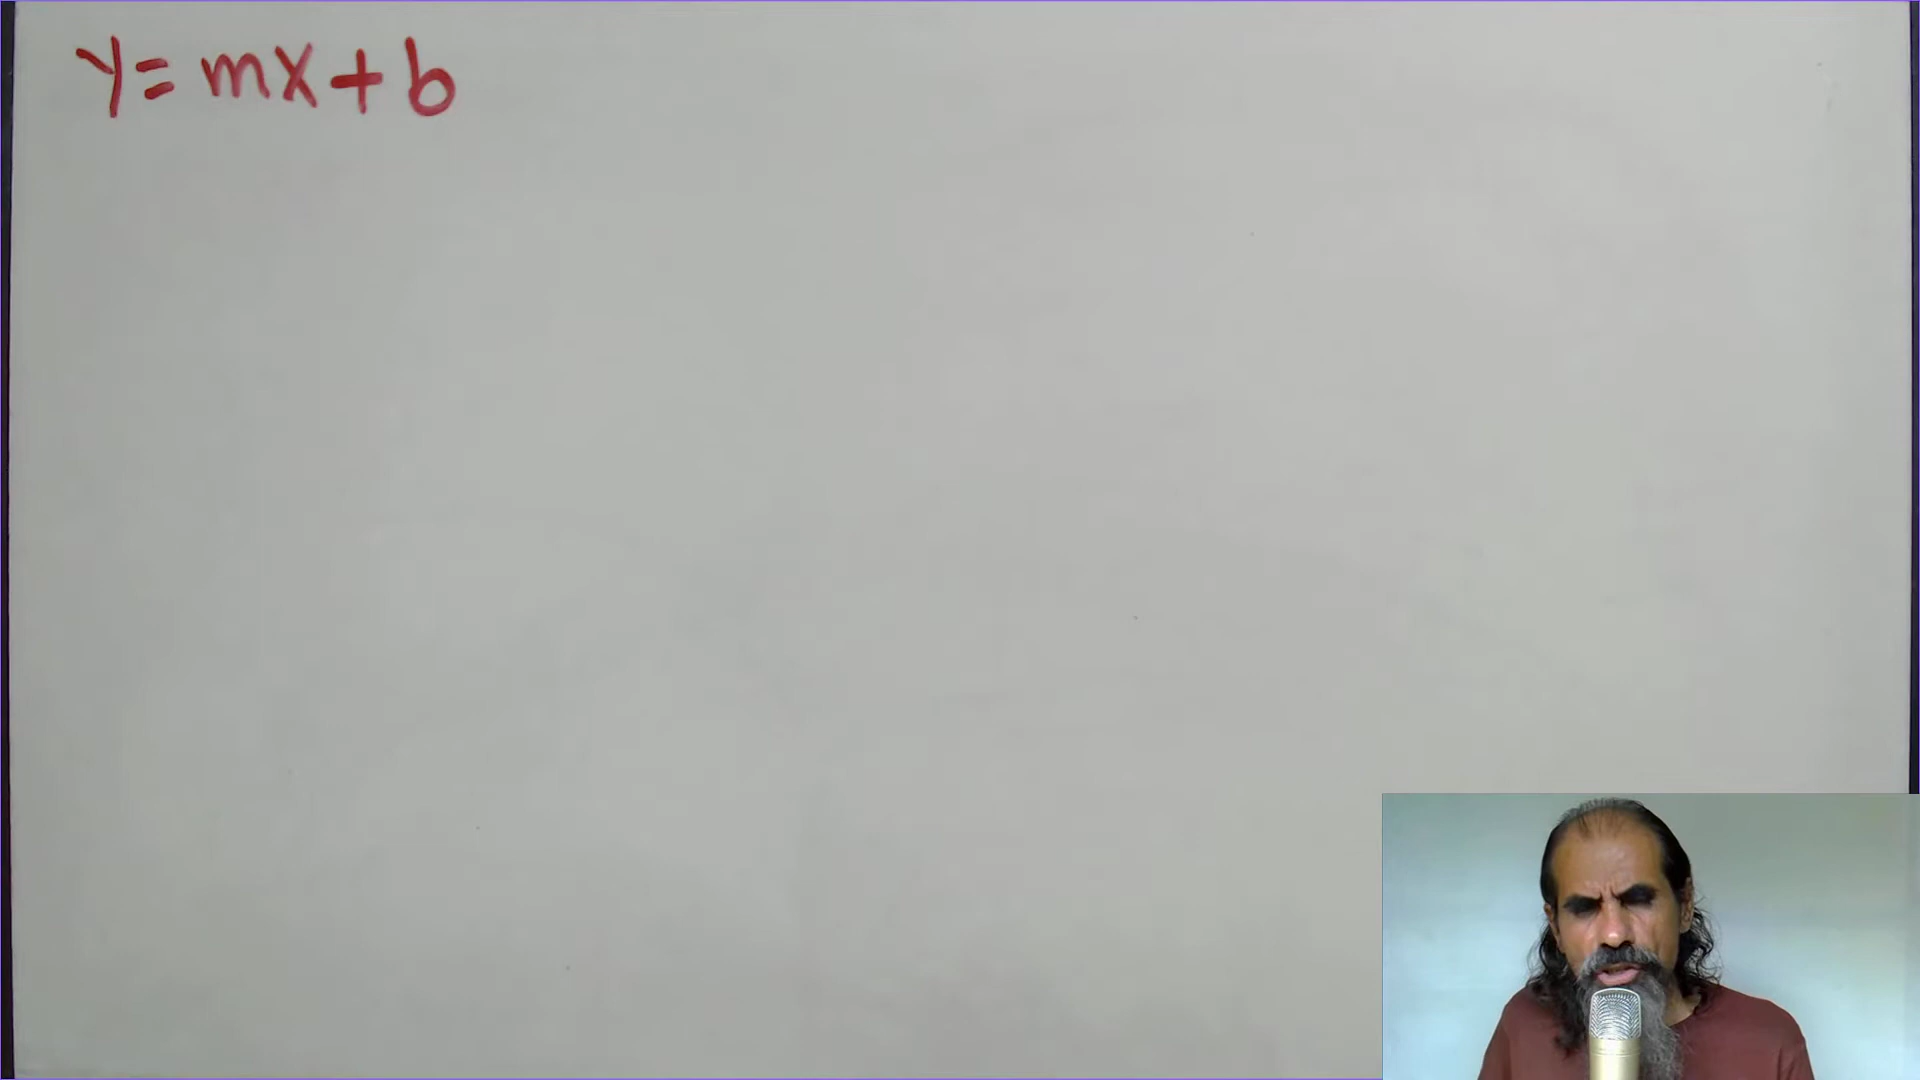 y = mx + b